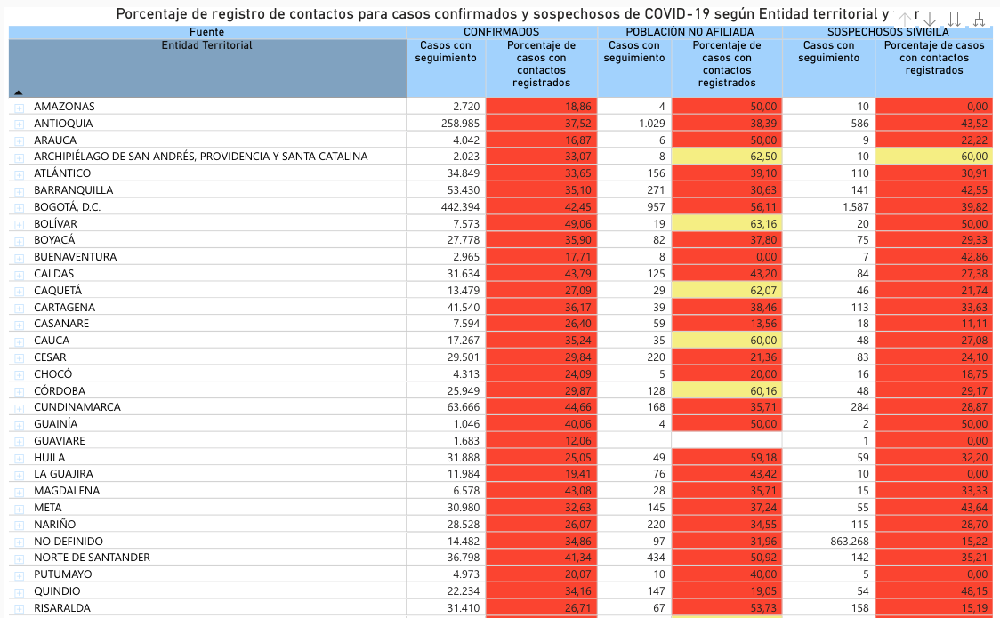 Porcentaje de registro de contactos para casos confirmados y sospechosos de COVID-19 según Entidad territorial y
Fuente CONFIRMADOS POBLACIÓN NO AFILIADA SOSPECHOSOS SIVIGILA
Entidad Territorial Casos con seguimiento Porcentaje de casos con contactos registrados Casos con seguimiento Porcentaje de casos con contactos registrados Casos con seguimiento Porcentaje de casos con contactos registrados
AMAZONAS 2.720 18,86 4 50,00 10 0,00
ANTIOQUIA 258.985 37,52 1.029 38,39 586 43,52
ARAUCA 4.042 16,87 6 50,00 9 22,22
ARCHIPIÉLAGO DE SAN ANDRÉS, PROVIDENCIA Y SANTA CATALINA 2.023 33,07 8 62,50 10 60,00
ATLÁNTICO 34.849 33,65 156 39,10 110 30,91
BARRANQUILLA 53.430 35,10 271 30,63 141 42,55
BOGOTÁ, D.C. 442.394 42,45 957 56,11 1.587 39,82
BOLÍVAR 7.573 49,06 19 63,16 20 50,00
BOYACÁ 27.778 35,90 82 37,80 75 29,33
BUENAVENTURA 2.965 17,71 8 0,00 7 42,86
CALDAS 31.634 43,79 125 43,20 84 27,38
CAQUETÁ 13.479 27,09 29 62,07 46 21,74
CARTAGENA 41.540 36,17 39 38,46 113 33,63
CASANARE 7.594 26,40 59 13,56 18 11,11
CAUCA 17.267 35,24 35 60,00 48 27,08
CESAR 29.501 29,84 220 21,36 83 24,10
CHOCÓ 4.313 24,09 5 20,00 16 18,75
CÓRDOBA 25.949 29,87 128 60,16 48 29,17
CUNDINAMARCA 63.666 44,66 168 35,71 284 28,87
GUAINÍA 1.046 40,06 4 50,00 2 50,00
GUAVIARE 1.683 12,06 1 0,00
HUILA 31.888 25,05 49 59,18 59 32,20
LA GUAJIRA 11.984 19,41 76 43,42 10 0,00
MAGDALENA 6.578 43,08 28 35,71 15 33,33
META 30.980 32,63 145 37,24 55 43,64
NARIÑO 28.528 26,07 220 34,55 115 28,70
NO DEFINIDO 14.482 34,86 97 31,96 863.268 15,22
NORTE DE SANTANDER 36.798 41,34 434 50,92 142 35,21
PUTUMAYO 4.973 20,07 10 40,00 5 0,00
QUINDIO 22.234 34,16 147 19,05 54 48,15
RISARALDA 31.410 26,71 67 53,73 158 15,19